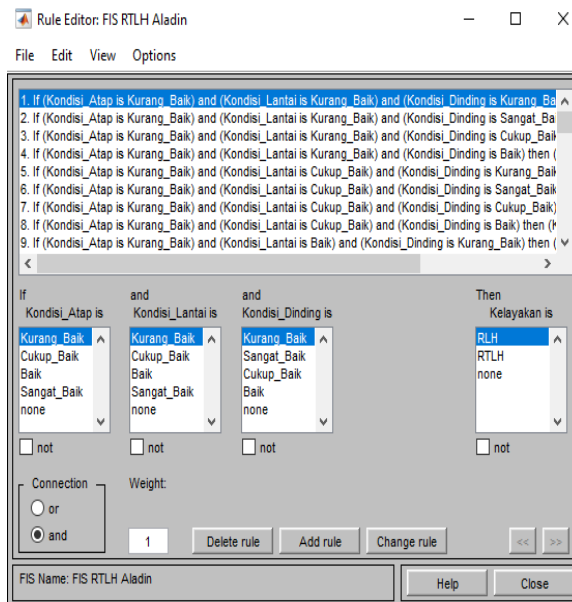 Rule Editor: FIS RTLH Aladin
File Edit View Options
1. If (Kondisi_Atap is Kurang_Baik) and (Kondisi_Lantai is Kurang_Baik) and (Kondisi_Dinding is Kurang_Ba
2. If (Kondisi_Atap is Kurang_Baik) and (Kondisi_Lantai is Kurang_Baik) and (Kondisi_Dinding is Sangat_Ba
3. If (Kondisi_Atap is Kurang_Baik) and (Kondisi_Lantai is Kurang_Baik) and (Kondisi_Dinding is Cukup_Baik
4. If (Kondisi_Atap is Kurang_Baik) and (Kondisi_Lantai is Kurang_Baik) and (Kondisi_Dinding is Baik) then (
5. If (Kondisi_Atap is Kurang_Baik) and (Kondisi_Lantai is Cukup_Baik) and (Kondisi_Dinding is Kurang_Baik
6. If (Kondisi_Atap is Kurang_Baik) and (Kondisi_Lantai is Cukup_Baik) and (Kondisi_Dinding is Sangat_Baik
7. If (Kondisi_Atap is Kurang_Baik) and (Kondisi_Lantai is Cukup_Baik) and (Kondisi_Dinding is Cukup_Baik)
8. If (Kondisi_Atap is Kurang_Baik) and (Kondisi_Lantai is Cukup_Baik) and (Kondisi_Dinding is Baik) then (K
9. If (Kondisi_Atap is Kurang_Baik) and (Kondisi_Lantai is Baik) and (Kondisi_Dinding is Kurang_Baik) then (
If and and Then
Kondisi_Atap is Kondisi_Lantai is Kondisi_Dinding is Kelayakan is
Kurang_Baik Kurang_Baik Kurang_Baik RLH
Cukup_Baik Cukup_Baik Sangat_Baik RTLH
Baik Baik Cukup_Baik none
Sangat_Baik Sangat_Baik Baik
none none none
not not not not
Connection Weight:
or
and 1 Delete rule Add rule Change rule << >>
FIS Name: FIS RTLH Aladin Help Close